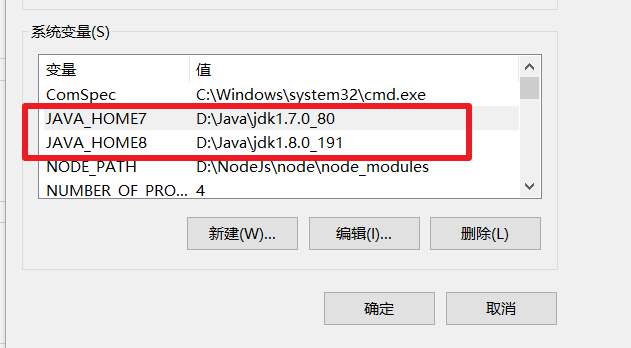 系统变量(S)
变量 值
ComSpec C:\Windows\system32\cmd.exe
JAVA_HOME7 D:\Java\jdk1.7.0_80
JAVA_HOME8 D:\Java\jdk1.8.0_191
NODE_PATH D:\NodeJs\node\node_modules
NUMBER_OF_PRO... 4
新建(W)... 编辑(I)... 删除(L)
确定 取消